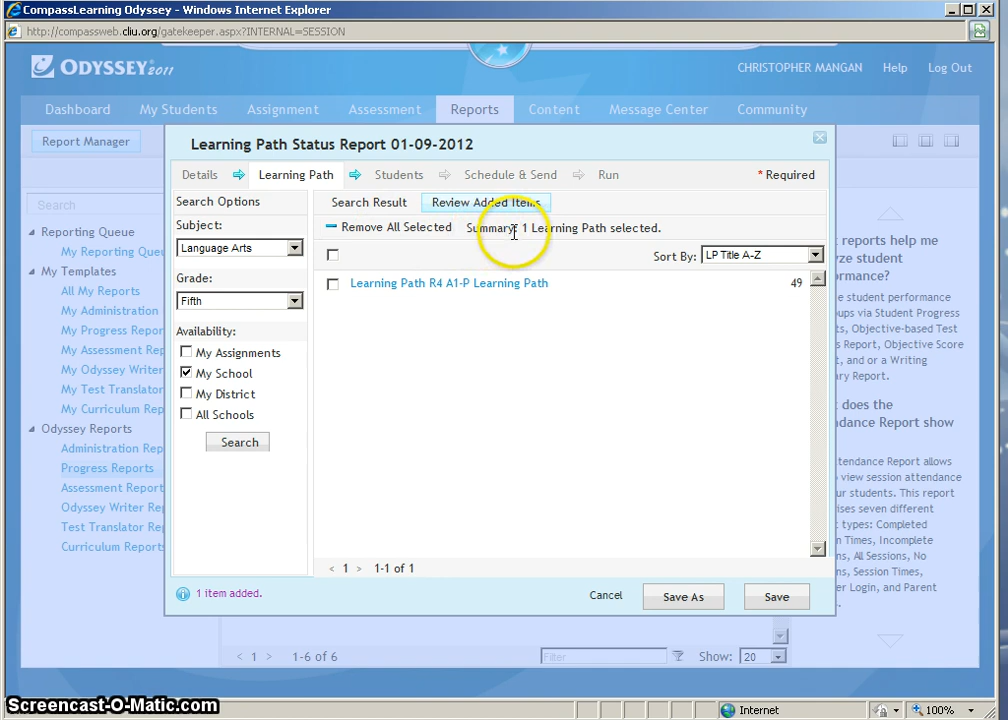 CompassLearning Odyssey - Windows Internet Explorer
http://compassweb.cliu.org/gatekeeper.aspx?INTERNAL=SESSION
ODYSSEY 2011
CHRISTOPHER MANGAN Help Log Out
Dashboard My Students Assignment Assessment Reports Content Message Center Community
Report Manager
Search
Reporting Queue
My Reporting Queu
My Templates
All My Reports
My Administration
My Progress Repor
My Assessment Rep
My Odyssey Writer
My Test Translator
My Curriculum Rep
Odyssey Reports
Administration Rep
Progress Reports
Assessment Report
Odyssey Writer Re
Test Translator Re
Curriculum Reports
Learning Path Status Report 01-09-2012
Details Learning Path Students Schedule & Send Run * Required
Search Options
Subject:
Language Arts
Grade:
Fifth
Availability:
My Assignments
My School
My District
All Schools
Search
Search Result Review Added Items
Remove All Selected Summary: 1 Learning Path selected.
Sort By: LP Title A-Z
Learning Path R4 A1-P Learning Path 49
< 1 > 1-1 of 1
1 item added.
Cancel Save As Save
t reports help me
yze student
ormance?
e student performance
ups via Student Progress
ts, Objective-based Test
s Report, Objective Score
t, and or a Writing
ary Report.
t does the
ndance Report show
ttendance Report allows
o view session attendance
ur students. This report
rises seven different
t types: Completed
on Times, Incomplete
n Times, All Sessions, No
ns, Session Times,
er Login, and Parent
< 1 > 1-6 of 6
Filter
Show: 20
Screencast-O-Matic.com
Internet
100%